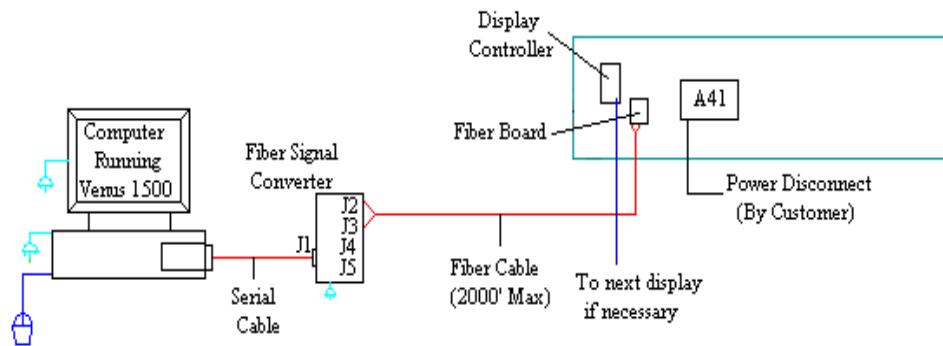 Display
Controller
A41
Fiber Board
Computer
Running
Venus 1500
Fiber Signal
Converter
J2
J3
J1
J4
J5
Power Disconnect
(By Customer)
Serial
Cable
Fiber Cable
(2000' Max)
To next display
if necessary